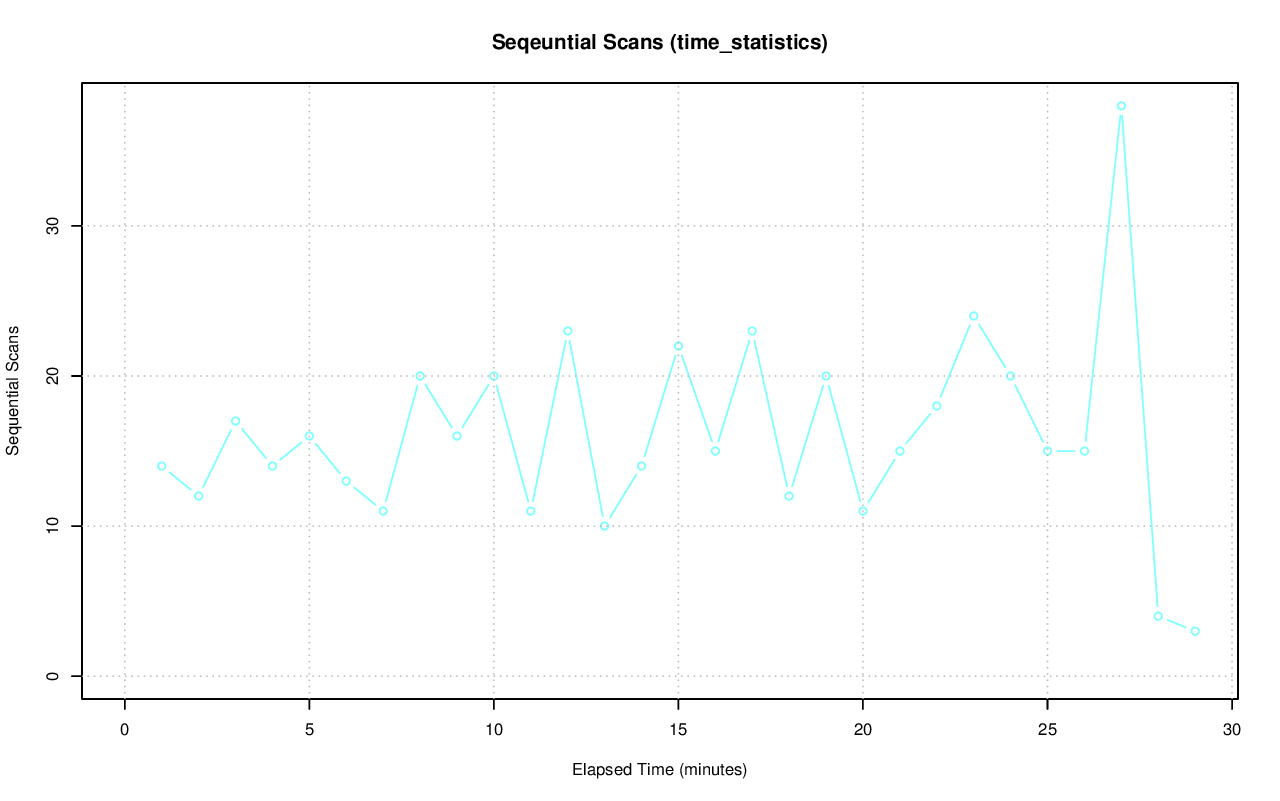 Seqeuntial Scans (time_statistics)
Sequential Scans
30
20
10
0
0 5 10 15 20 25 30
Elapsed Time (minutes)